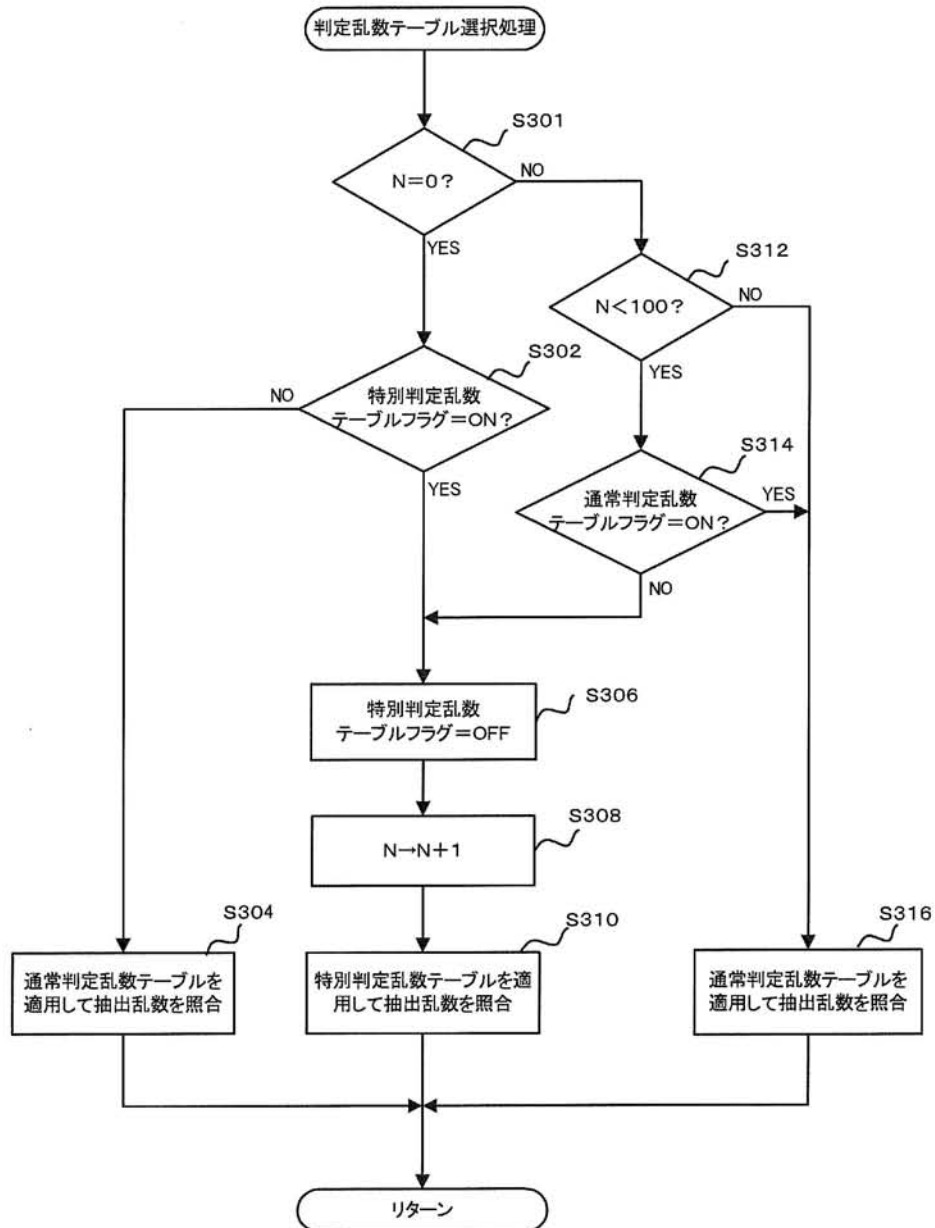 判定乱数テーブル選択処理
S301
N=0?
NO
YES
S312
N<100?
NO
YES
S302
特別判定乱数
テーブルフラグ=ON?
NO
YES
S314
通常判定乱数
テーブルフラグ=ON?
YES
NO
S306
特別判定乱数
テーブルフラグ=OFF
S308
N→N+1
S304
通常判定乱数テーブルを
適用して抽出乱数を照合
S310
特別判定乱数テーブルを適
用して抽出乱数を照合
S316
通常判定乱数テーブルを
適用して抽出乱数を照合
リターン